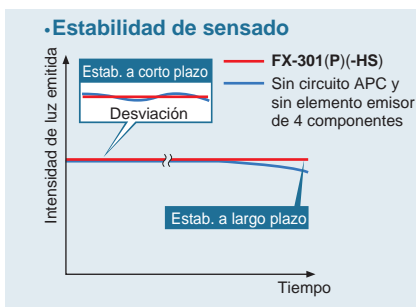 •Estabilidad de sensado
Intensidad de luz emitida
Estab. a corto plazo
Desviación
FX-301(P)(-HS)
Sin circuito APC y
sin elemento emisor
de 4 componentes
Estab. a largo plazo
Tiempo